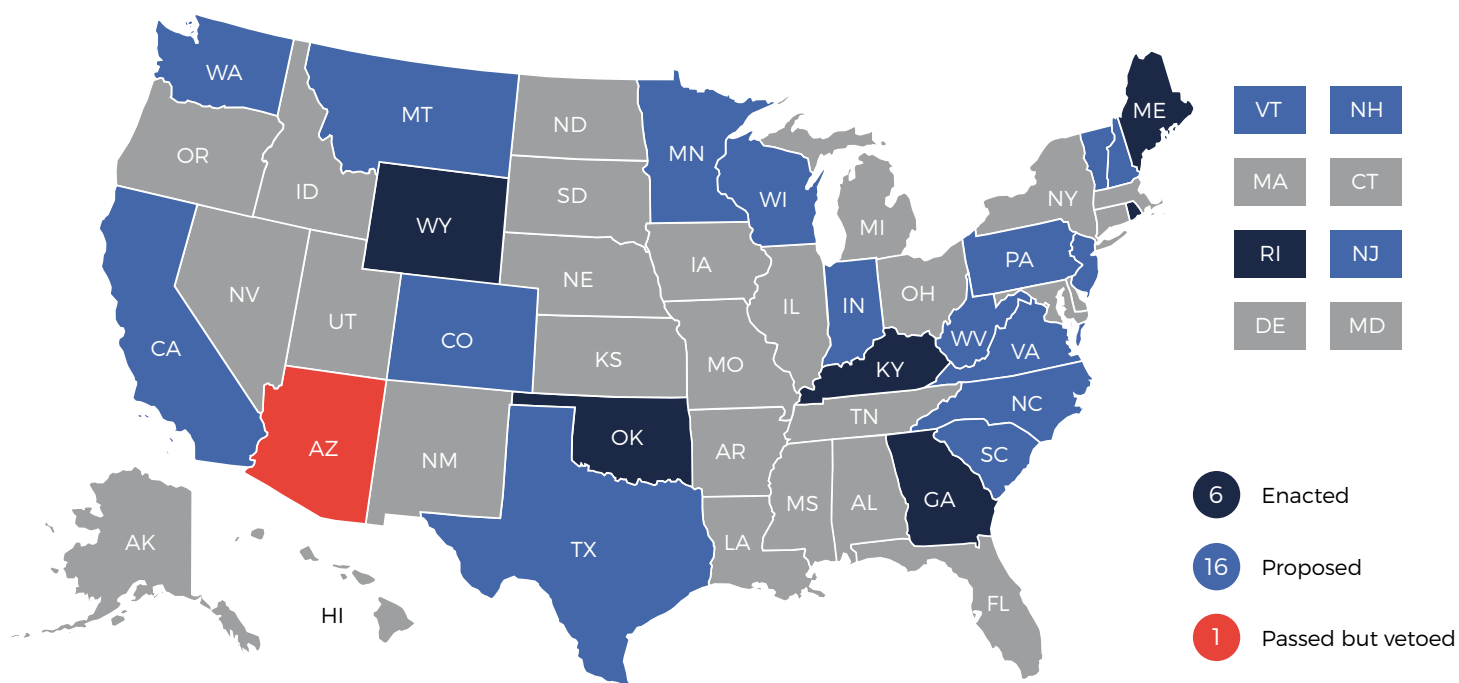 WA
MT
ND
MN
OR
ID
SD
WI
WY
MI
NY
ME
VT
NH
MA
CT
RI
NJ
DE
MD
NV
UT
NE
IA
IL
IN
OH
PA
CA
CO
KS
MO
KY
WV
VA
AZ
NM
OK
AR
TN
NC
SC
MS
AL
GA
TX
LA
FL
AK
HI
6 Enacted
16 Proposed
1 Passed but vetoed